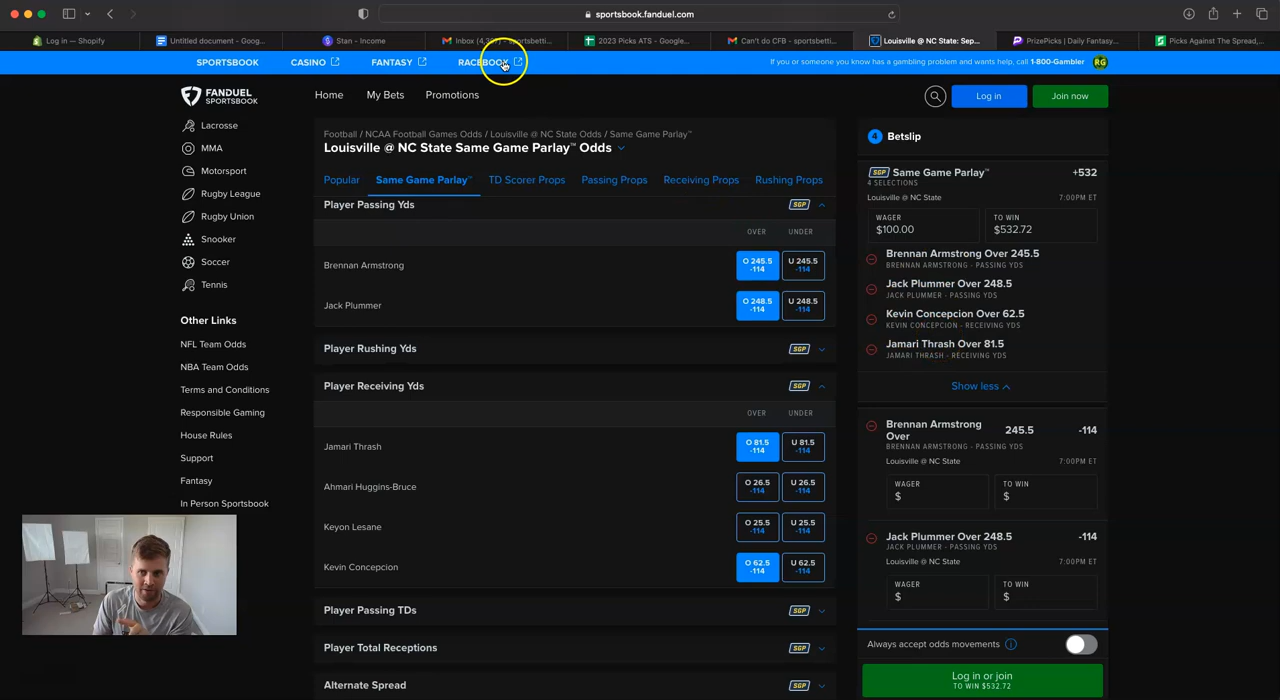 sportsbook.fanduel.com
Log in — Shopify
Untitled document - Goog...
Stan - Income
Inbox (4,367) - sportsbetti...
2023 Picks ATS - Google...
Can't do CFB - sportsbetti...
Louisville @ NC State: Sep...
PrizePicks | Daily Fantasy...
Picks Against The Spread,...
SPORTSBOOK
CASINO
FANTASY
RACEBOOK
If you or someone you know has a gambling problem and wants help, call 1-800-Gambler
RG
FANDUEL
SPORTSBOOK
Home
My Bets
Promotions
Log in
Join now
Lacrosse
MMA
Motorsport
Rugby League
Rugby Union
Snooker
Soccer
Tennis
Other Links
NFL Team Odds
NBA Team Odds
Terms and Conditions
Responsible Gaming
House Rules
Support
Fantasy
In Person Sportsbook
Football / NCAA Football Games Odds / Louisville @ NC State Odds / Same Game Parlay™
Louisville @ NC State Same Game Parlay™ Odds
Popular
Same Game Parlay™
TD Scorer Props
Passing Props
Receiving Props
Rushing Props
Player Passing Yds
SGP
OVER
UNDER
Brennan Armstrong
O 245.5
-114
U 245.5
-114
Jack Plummer
O 248.5
-114
U 248.5
-114
Player Rushing Yds
SGP
Player Receiving Yds
SGP
OVER
UNDER
Jamari Thrash
O 81.5
-114
U 81.5
-114
Ahmari Huggins-Bruce
O 26.5
-114
U 26.5
-114
Keyon Lesane
O 25.5
-114
U 25.5
-114
Kevin Concepcion
O 62.5
-114
U 62.5
-114
Player Passing TDs
SGP
Player Total Receptions
SGP
Alternate Spread
SGP
4 Betslip
SGP Same Game Parlay™ +532
4 SELECTIONS
Louisville @ NC State 7:00PM ET
WAGER
$100.00
TO WIN
$532.72
Brennan Armstrong Over 245.5
BRENNAN ARMSTRONG - PASSING YDS
Jack Plummer Over 248.5
JACK PLUMMER - PASSING YDS
Kevin Concepcion Over 62.5
KEVIN CONCEPCION - RECEIVING YDS
Jamari Thrash Over 81.5
JAMARI THRASH - RECEIVING YDS
Show less
Brennan Armstrong
Over
245.5
-114
BRENNAN ARMSTRONG - PASSING YDS
Louisville @ NC State 7:00PM ET
WAGER
$
TO WIN
$
Jack Plummer Over 248.5 -114
JACK PLUMMER - PASSING YDS
Louisville @ NC State 7:00PM ET
WAGER
$
TO WIN
$
Always accept odds movements
Log in or join
TO WIN $532.72